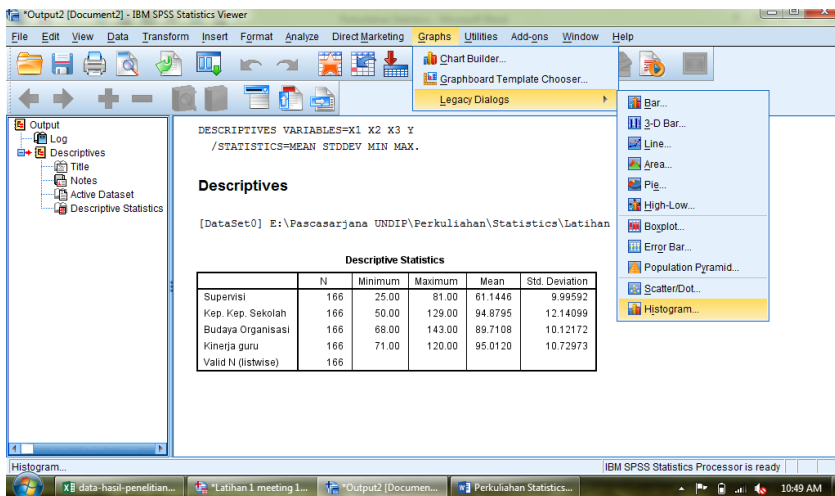 *Output2 [Document2] - IBM SPSS Statistics Viewer
File Edit View Data Transform Insert Format Analyze Direct Marketing Graphs Utilities Add-ons Window Help
Chart Builder...
Graphboard Template Chooser...
Legacy Dialogs
Bar...
3-D Bar...
Line...
Area...
Pie...
High-Low...
Boxplot...
Error Bar...
Population Pyramid...
Scatter/Dot...
Histogram...
Output
Log
Descriptives
Title
Notes
Active Dataset
Descriptive Statistics
DESCRIPTIVES VARIABLES=X1 X2 X3 Y
/STATISTICS=MEAN STDDEV MIN MAX.
Descriptives
[DataSet0] E:\Pascasarjana UNDIP\Perkuliahan\Statistics\Latihan
Descriptive Statistics
N Minimum Maximum Mean Std. Deviation
Supervisi 166 25.00 81.00 61.1446 9.99592
Kep. Kep. Sekolah 166 50.00 129.00 94.8795 12.14099
Budaya Organisasi 166 68.00 143.00 89.7108 10.12172
Kinerja guru 166 71.00 120.00 95.0120 10.72973
Valid N (listwise) 166
Histogram...
IBM SPSS Statistics Processor is ready
data-hasil-penelitian... *Latihan 1 meeting 1... *Output2 [Documen... Perkuliahan Statistics... 10:49 AM